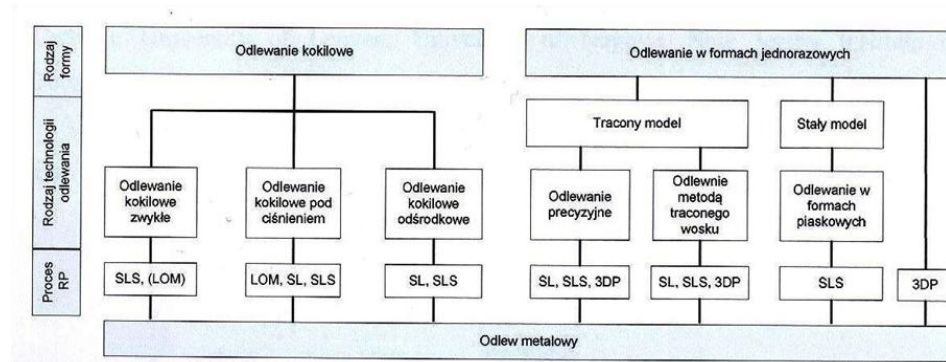 Rodzaj
formy
Odlewanie kokilowe
Odlewanie w formach jednorazowych
Rodzaj technologii
odlewania
Tracony model
Stały model
Odlewanie
kokilowe
zwykłe
Odlewanie
kokilowe pod
ciśnieniem
Odlewanie
kokilowe
odśrodkowe
Odlewanie
precyzyjne
Odlewnie
metodą
traconego
wosku
Odlewanie w
formach
piaskowych
Proces
RP
SLS, (LOM)
LOM, SL, SLS
SL, SLS
SL, SLS, 3DP
SL, SLS, 3DP
SLS
3DP
Odlew metalowy